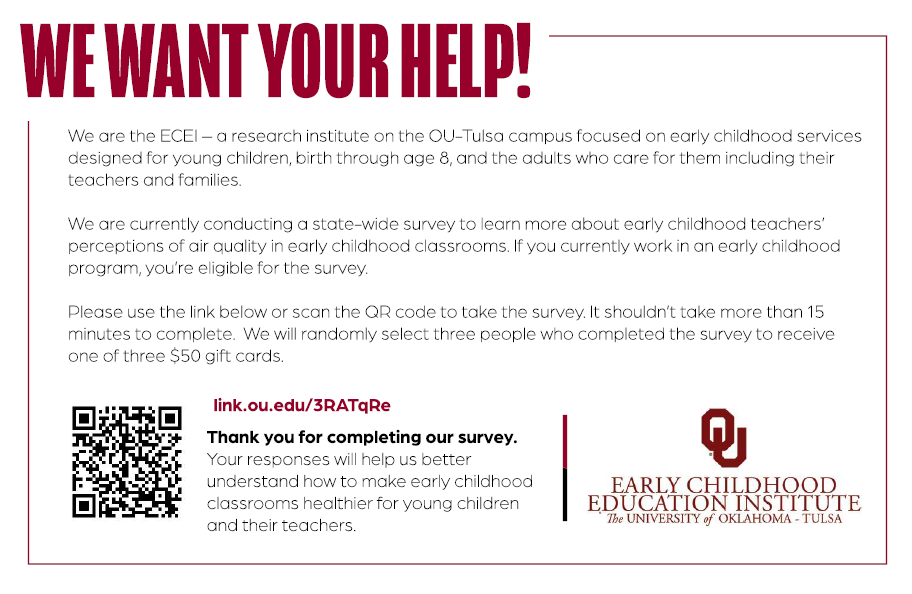 WE WANT YOUR HELP!
We are the ECEI – a research institute on the OU-Tulsa campus focused on early childhood services
designed for young children, birth through age 8, and the adults who care for them including their
teachers and families.
We are currently conducting a state-wide survey to learn more about early childhood teachers'
perceptions of air quality in early childhood classrooms. If you currently work in an early childhood
program, you're eligible for the survey.
Please use the link below or scan the QR code to take the survey. It shouldn't take more than 15
minutes to complete.  We will randomly select three people who completed the survey to receive
one of three $50 gift cards.
link.ou.edu/3RATqRe
Thank you for completing our survey.
Your responses will help us better
understand how to make early childhood
classrooms healthier for young children
and their teachers.
OU
EARLY CHILDHOOD
EDUCATION INSTITUTE
The UNIVERSITY of OKLAHOMA - TULSA